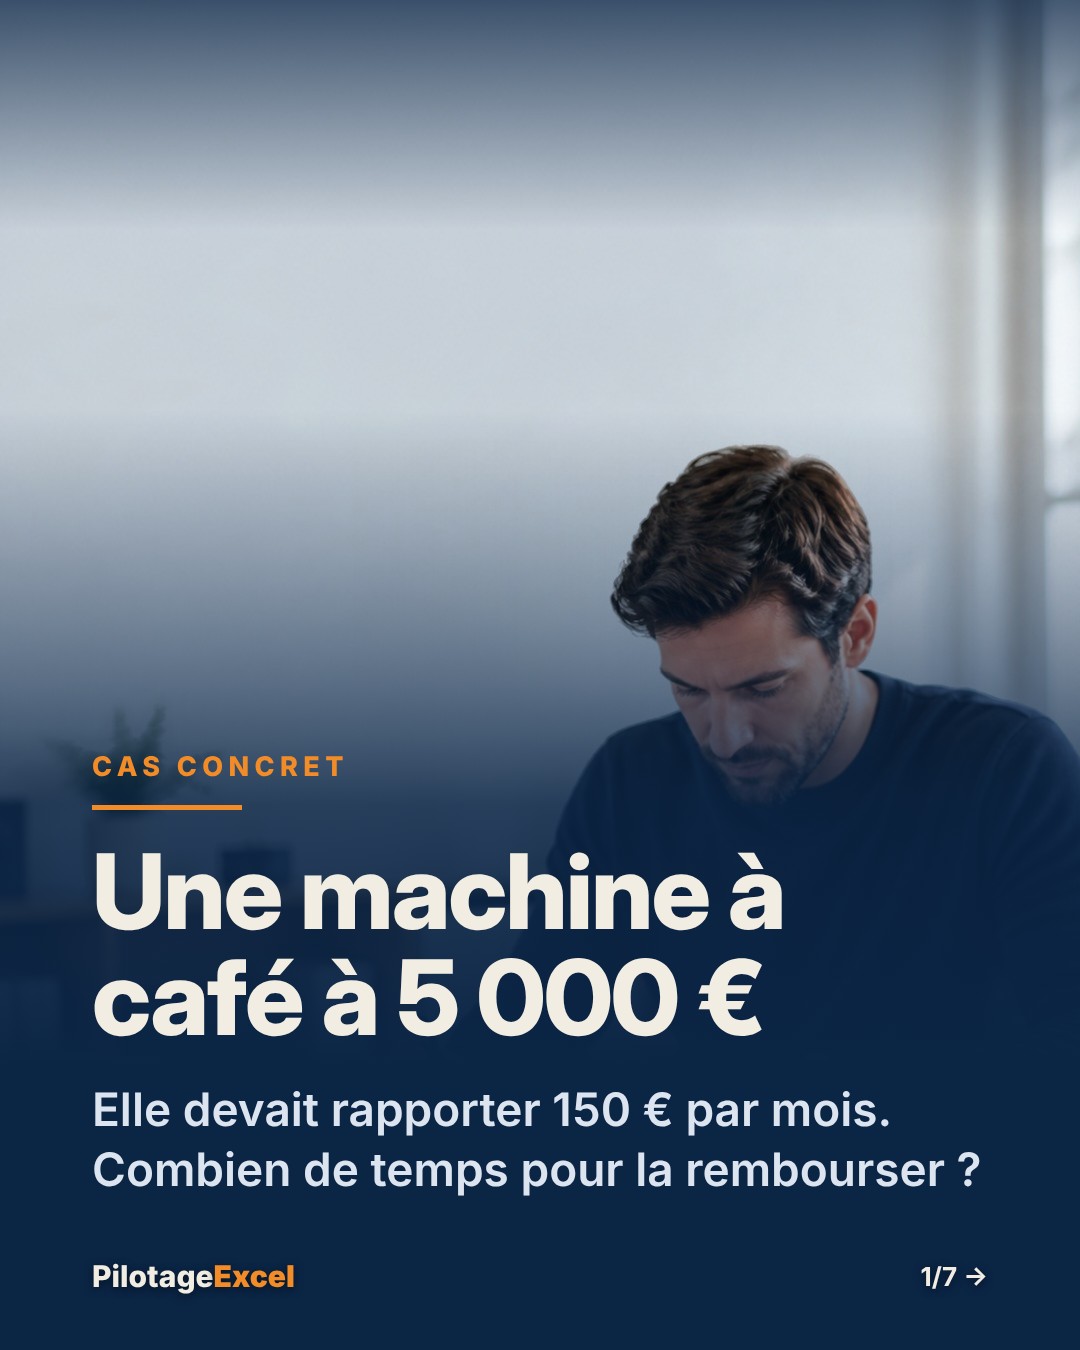 CAS CONCRET
Une machine à
café à 5 000 €
Elle devait rapporter 150 € par mois.
Combien de temps pour la rembourser ?
PilotageExcel
1/7 →